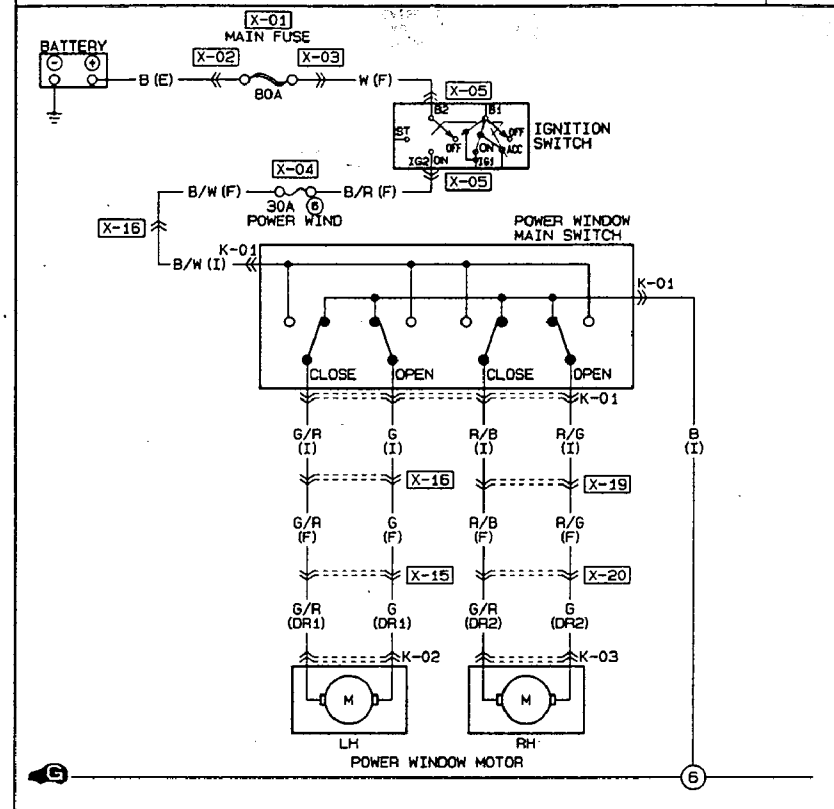 X-01
MAIN FUSE
BATTERY
X-02 X-03
- + B (E) 80A W (F)
X-05
B2 B1
ST OFF ON OFF ACC
IG2 ON IG1
IGNITION
SWITCH
X-04
X-05
B/W (F) B/R (F)
30A
POWER WIND
X-16
POWER WINDOW
MAIN SWITCH
K-01
B/W (I)
K-01
CLOSE OPEN CLOSE OPEN
K-01
G/R G R/B R/G B
(I) (I) (I) (I) (I)
X-16 X-19
G/R G R/B R/G
(F) (F) (F) (F)
X-15 X-20
G/R G G/R G
(DR1) (DR1) (DR2) (DR2)
K-02 K-03
M M
LH RH
POWER WINDOW MOTOR
G 6